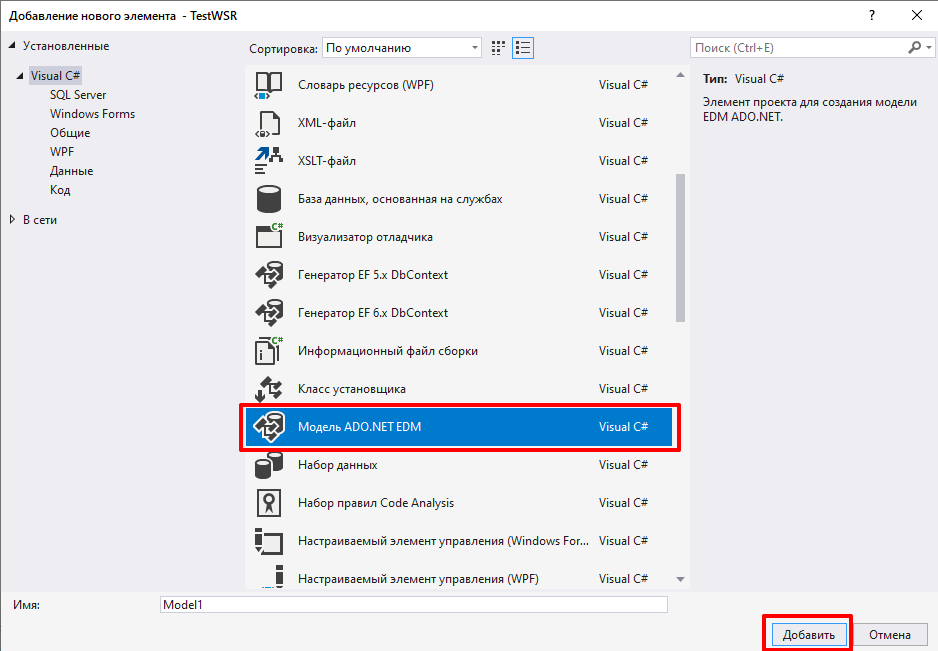 Добавление нового элемента - TestWSR
?
Установленные
Visual C#
SQL Server
Windows Forms
Общие
WPF
Данные
Код
В сети
Сортировка: По умолчанию
Словарь ресурсов (WPF) Visual C#
XML-файл Visual C#
XSLT-файл Visual C#
База данных, основанная на службах Visual C#
C#
Визуализатор отладчика Visual C#
Генератор EF 5.x DbContext Visual C#
Генератор EF 6.x DbContext Visual C#
C#
Информационный файл сборки Visual C#
Класс установщика Visual C#
Модель ADO.NET EDM Visual C#
Набор данных Visual C#
Набор правил Code Analysis Visual C#
Настраиваемый элемент управления (Windows For... Visual C#
Настраиваемый элемент управления (WPF) Visual C#
Поиск (Ctrl+E)
Тип: Visual C#
Элемент проекта для создания модели
EDM ADO.NET.
Имя: Model1
Добавить Отмена